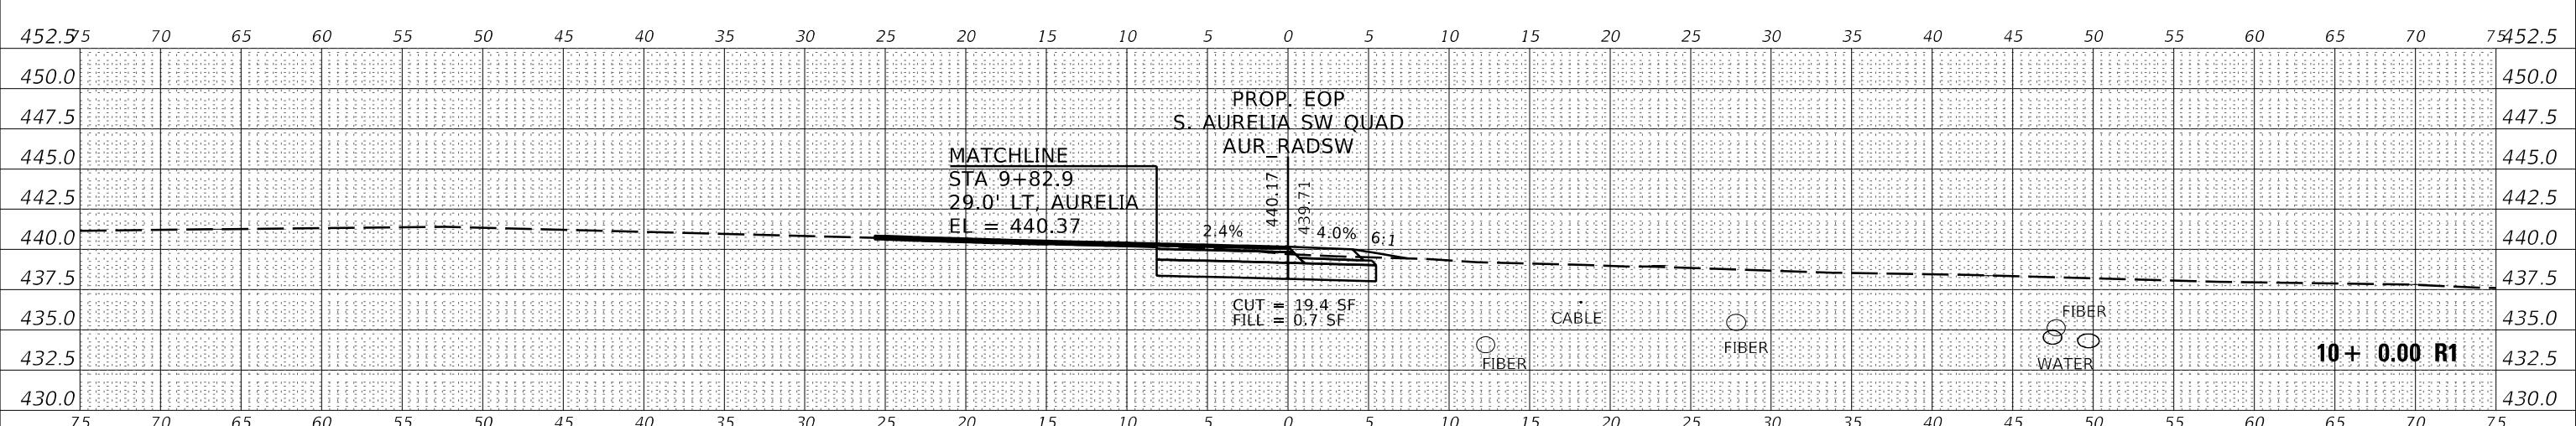 75 70 65 60 55 50 45 40 35 30 25 20 15 10 5 0 5 10 15 20 25 30 35 40 45 50 55 60 65 70 75
452.5 452.5
450.0 450.0
PROP. EOP
447.5 447.5
S. AURELIA SW QUAD
AUR_RADSW
445.0 445.0
MATCHLINE
STA 9+82.9
29.0' LT, AURELIA
EL = 440.37
442.5 442.5
440.17
439.71
440.0 440.0
2.4% 4.0% 6:1
437.5 437.5
CUT = 19.4 SF
FILL = 0.7 SF
435.0 435.0
CABLE
FIBER
FIBER
FIBER
WATER
432.5 432.5
10+ 0.00 R1
430.0 430.0
75 70 65 60 55 50 45 40 35 30 25 20 15 10 5 0 5 10 15 20 25 30 35 40 45 50 55 60 65 70 75